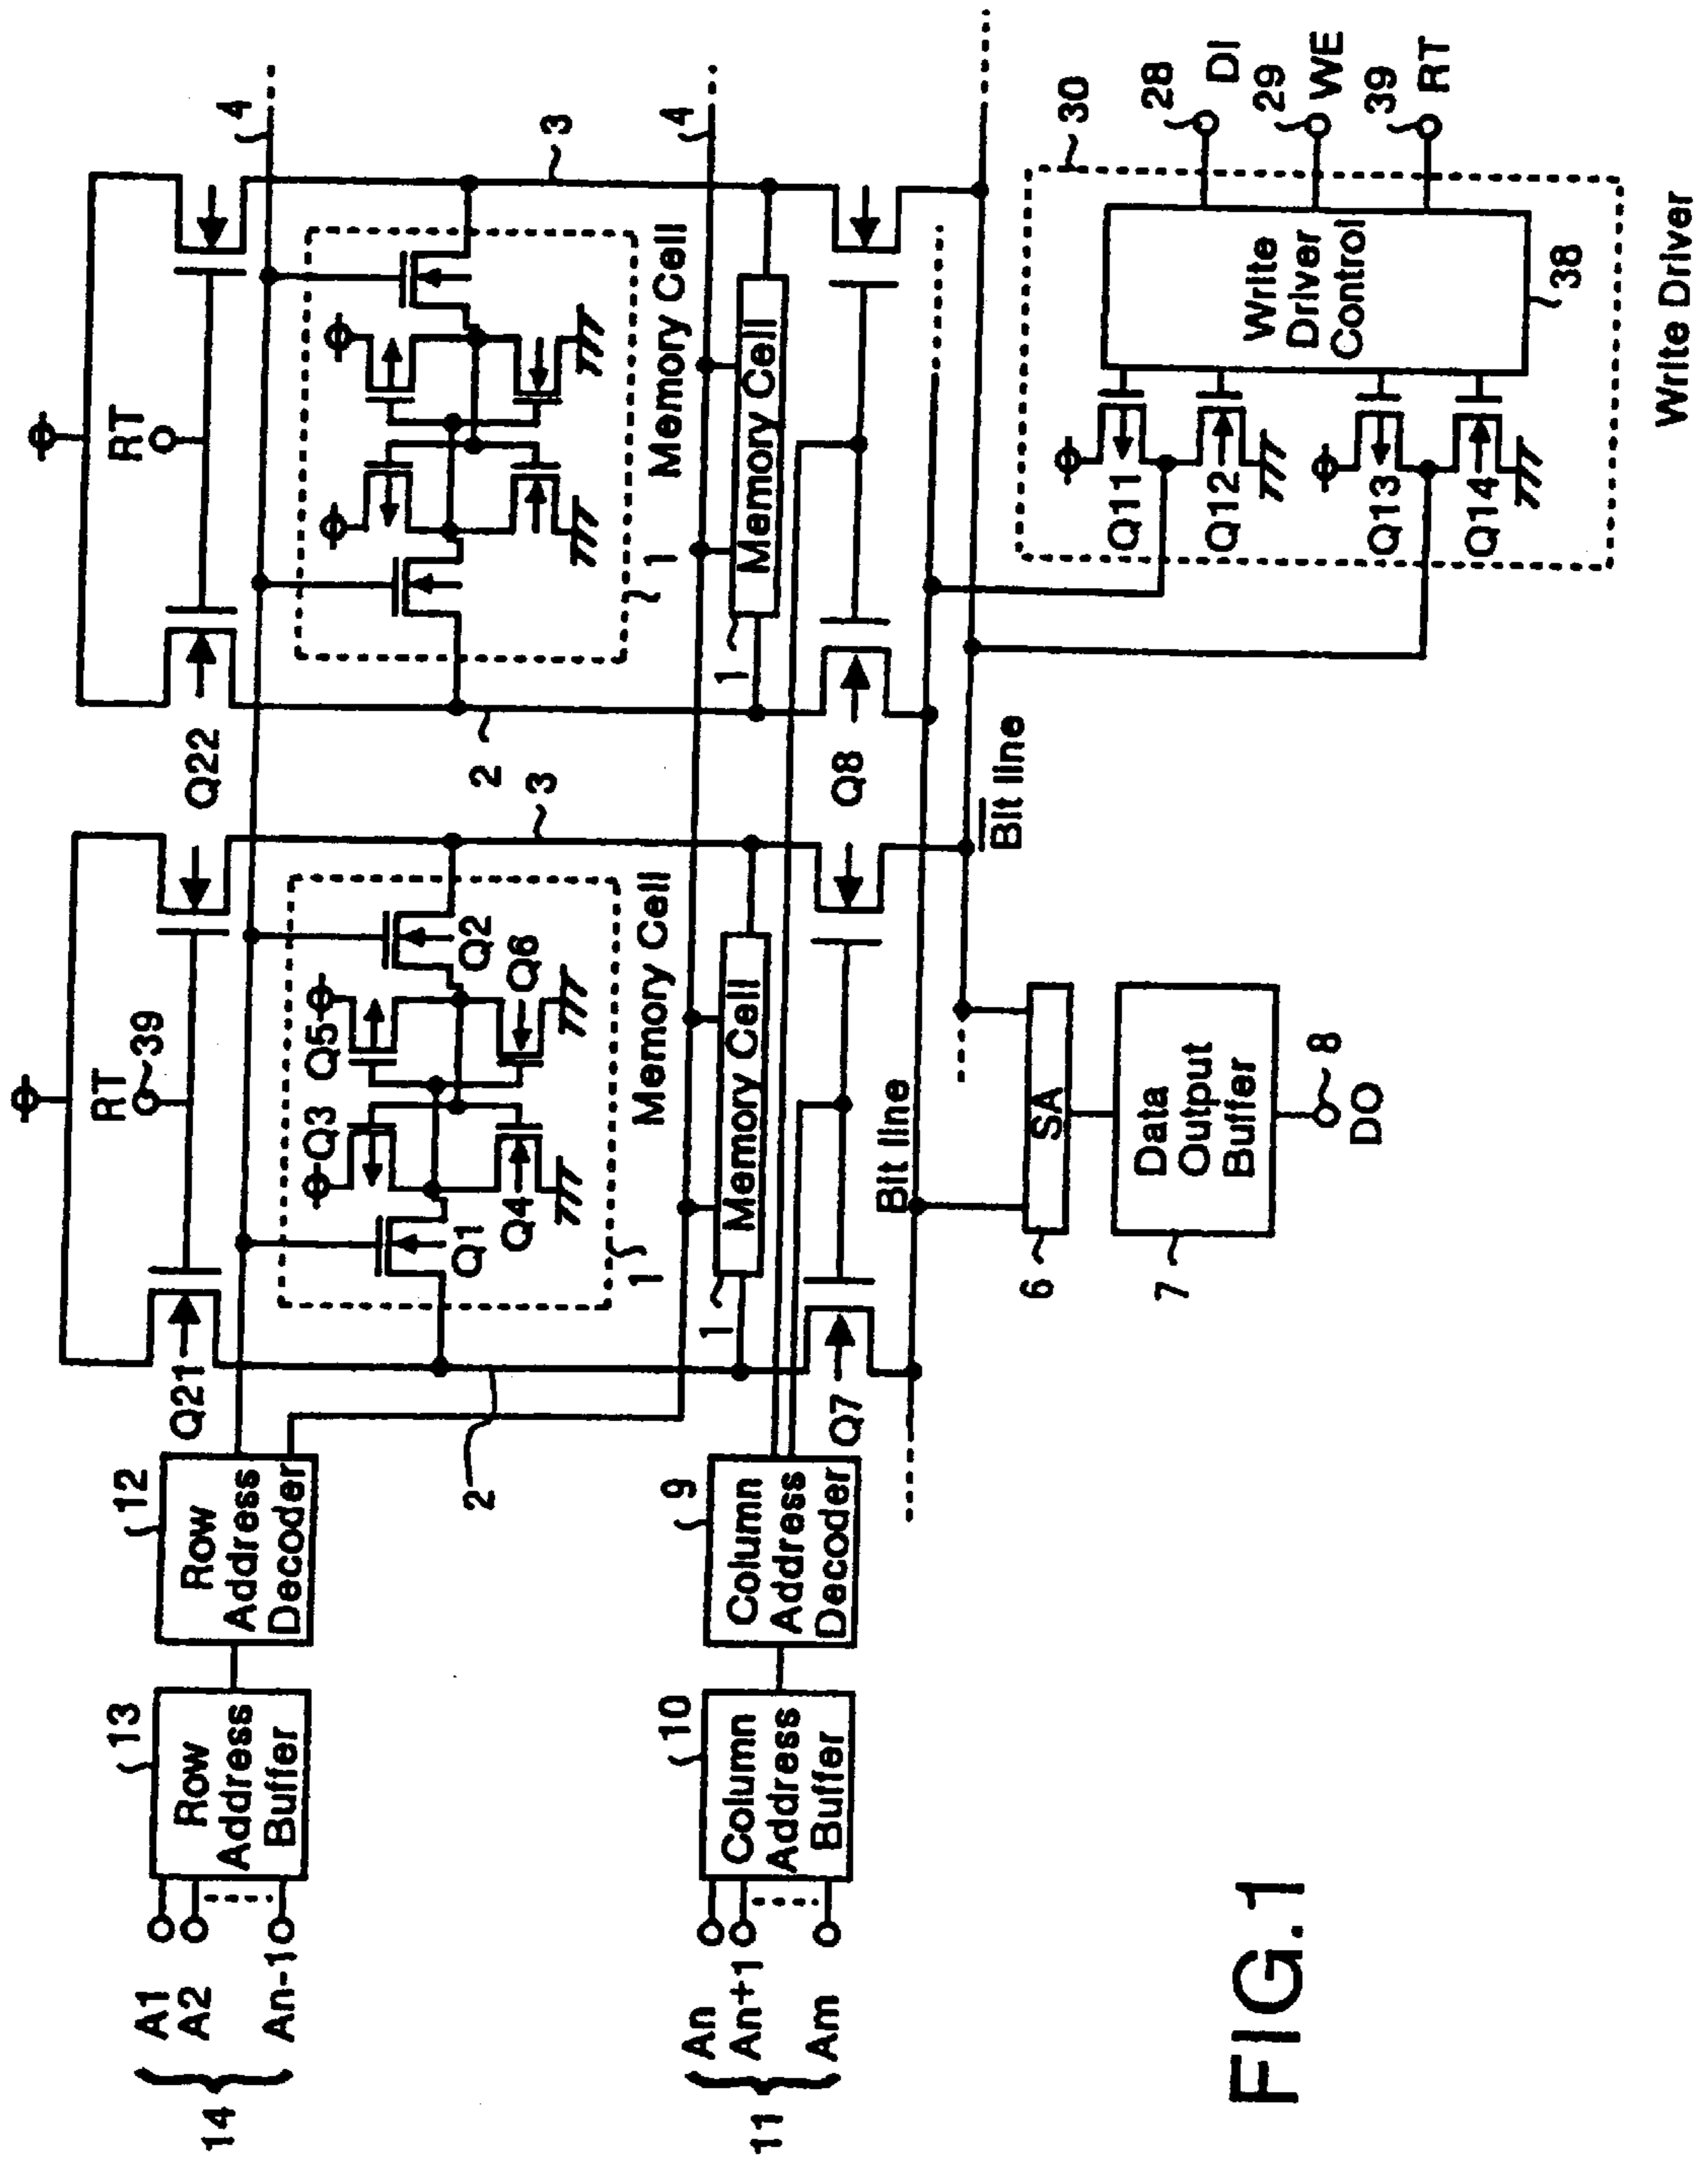 14
A1
A2
An-1
13
Row
Address
Buffer
12
Row
Address
Decoder
Q21
RT
39
Q22
RT
4
2
3
2
3
Q1
Q3
Q4
Q5
Q6
Q2
1
Memory Cell
1
Memory Cell
4
1
Memory Cell
1
Memory Cell
11
An
An+1
Am
10
Column
Address
Buffer
9
Column
Address
Decoder
Q7
Q8
Bit line
Bit line
6
SA
7
Data
Output
Buffer
8
DO
30
Q11
Q12
Q13
Q14
Write
Driver
Control
38
28
DI
29
WE
39
RT
Write Driver
FIG.1